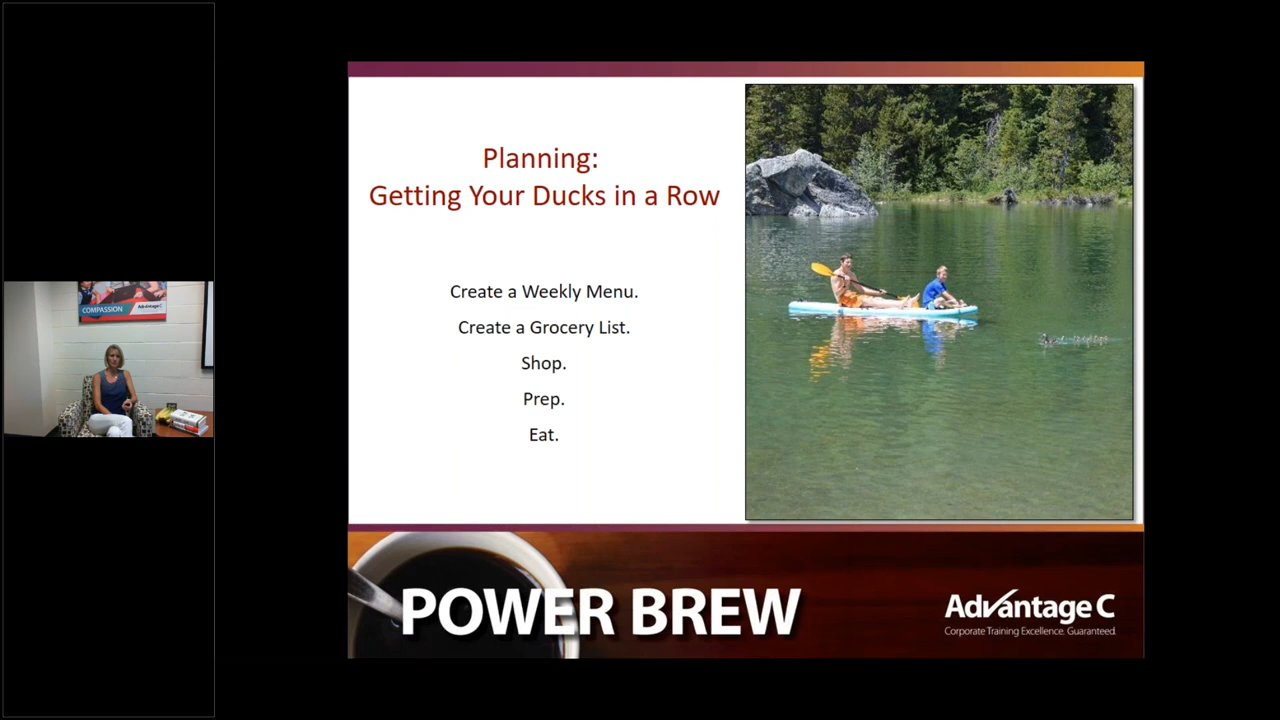 COMPASSION
Advantage C
Planning:
Getting Your Ducks in a Row
Create a Weekly Menu.
Create a Grocery List.
Shop.
Prep.
Eat.
POWER BREW
Advantage C
Corporate Training Excellence. Guaranteed.